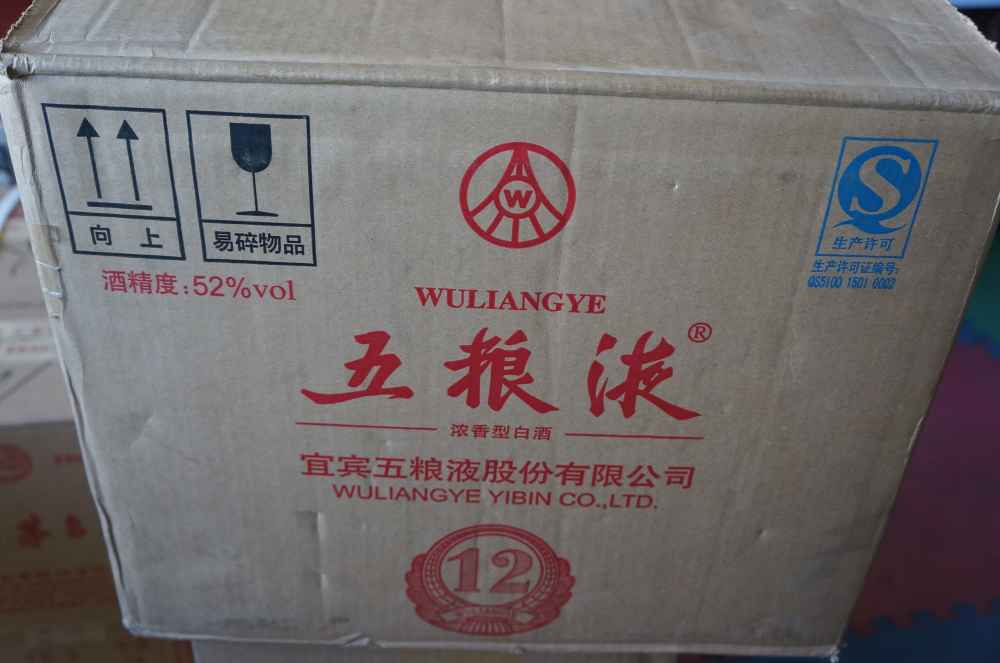 向 上
易碎物品
酒精度:52%vol
W
WULIANGYE
五粮液®
浓香型白酒
宜宾五粮液股份有限公司
WULIANGYE YIBIN CO.,LTD.
12
生产许可
生产许可证编号:
QS5100 1501 0002